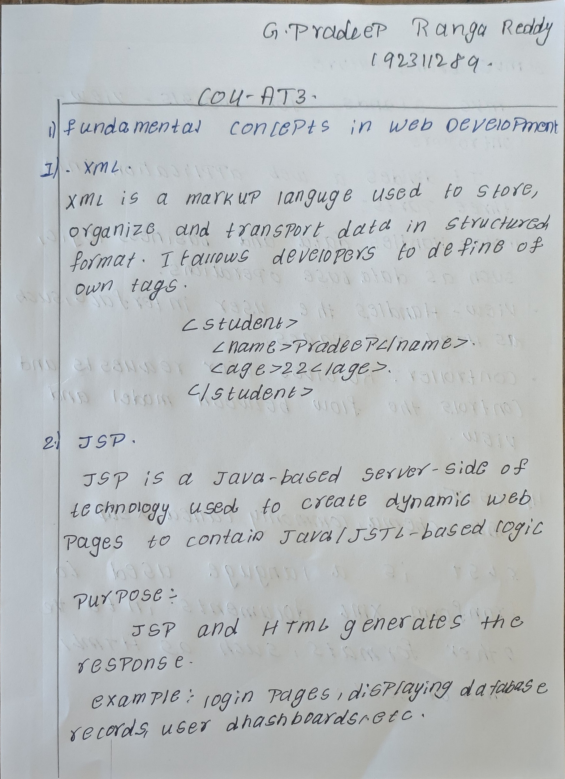 G. Pradeep Ranga Reddy
192311289.
CO4-AT3.
1) fundamental concepts in web Development
I). XML.
XML is a markup languge used to store,
organize and transport data in structured
format. It allows developers to define of
own tags.
<student>
<name>Pradeep</name>.
<age>22</age>.
</student>
2) JSP.
JSP is a Java-based server-side of
technology used to create dynamic web
pages to contain Java/JSTL-based logic
purpose:-
JSP and HTML generates the
response.
example: login pages, displaying database
records, user dhashboards, etc.